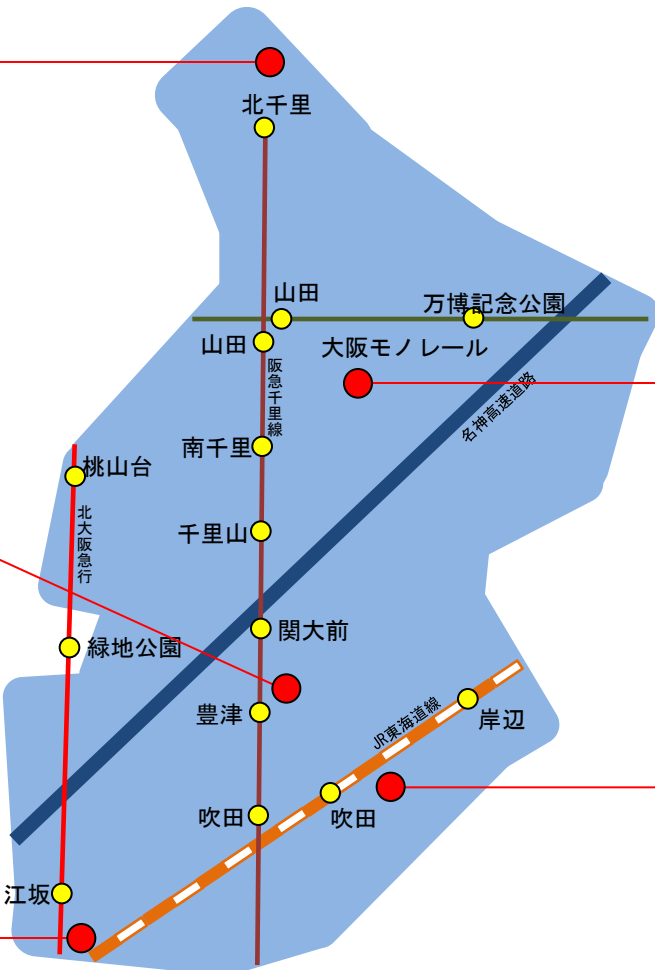 北千里
山田
万博記念公園
山田
大阪モノレール
阪急千里線
名神高速道路
南千里
桃山台
北大阪急行
千里山
関大前
緑地公園
豊津
JR東海道線
岸辺
吹田
吹田
江坂